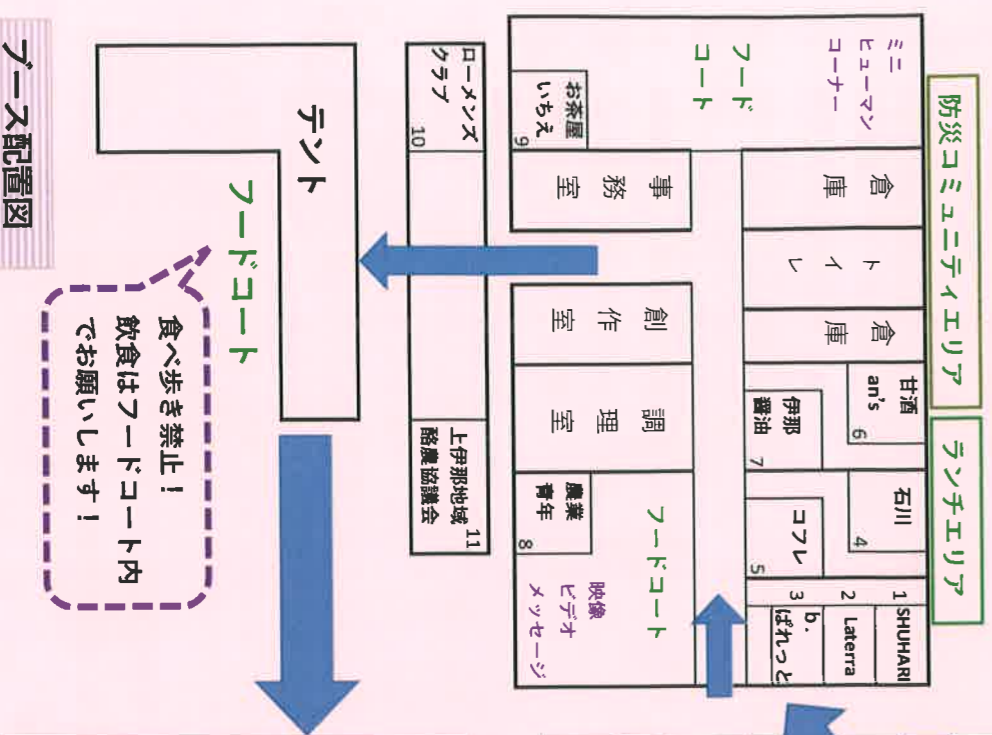 ブース配置図
防災コミュニティエリア
ランチエリア
ミニ
ヒューマン
コーナー
フード
コート
お茶屋
いちえ
9
倉庫
トイレ
倉庫
事務室
甘酒
an's
6
伊那
醤油
7
石川
4
コフレ
5
1
SHUHARI
2
Laterra
3
b.
ぱれっと
創作室
調理室
農業
青年
8
フードコート
映像
ビデオ
メッセージ
ローメンズ
クラブ
10
上伊那地域
酪農協議会
11
テント
フードコート
食べ歩き禁止！
飲食はフードコート内
でお願いします！